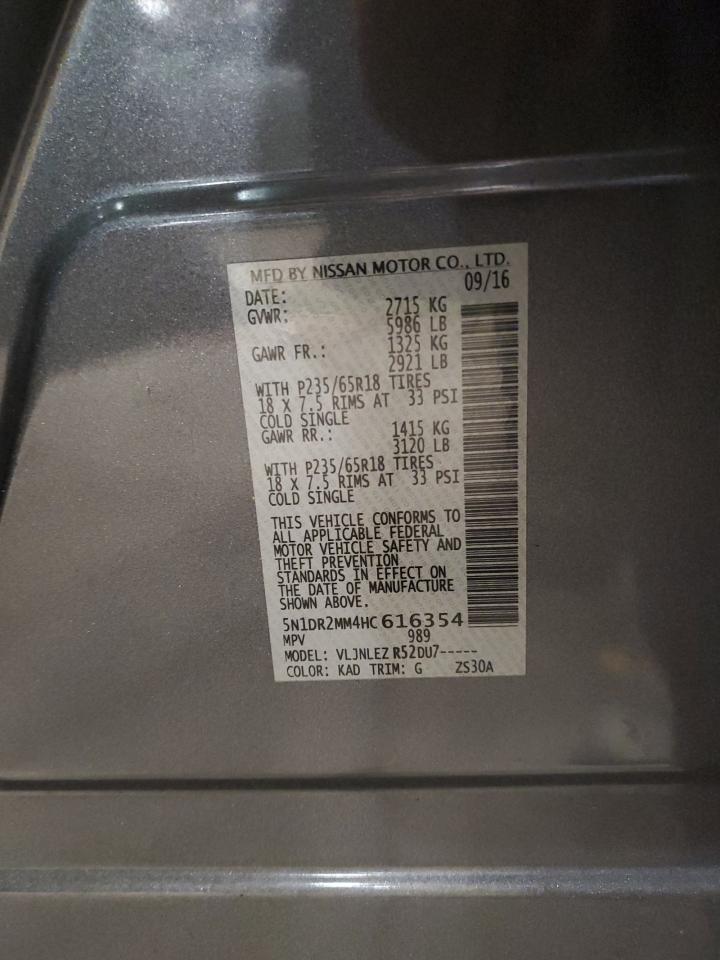 MFD BY NISSAN MOTOR CO., LTD.
DATE: 09/16
GVWR: 2715 KG
5986 LB
GAWR FR.: 1325 KG
2921 LB
WITH P235/65R18 TIRES
18 X 7.5 RIMS AT 33 PSI
COLD SINGLE
GAWR RR.: 1415 KG
3120 LB
WITH P235/65R18 TIRES
18 X 7.5 RIMS AT 33 PSI
COLD SINGLE
THIS VEHICLE CONFORMS TO
ALL APPLICABLE FEDERAL
MOTOR VEHICLE SAFETY AND
THEFT PREVENTION
STANDARDS IN EFFECT ON
THE DATE OF MANUFACTURE
SHOWN ABOVE.
5N1DR2MM4HC616354
MPV 989
MODEL: VLJNLEZ R52DU7-----
COLOR: KAD TRIM: G ZS30A